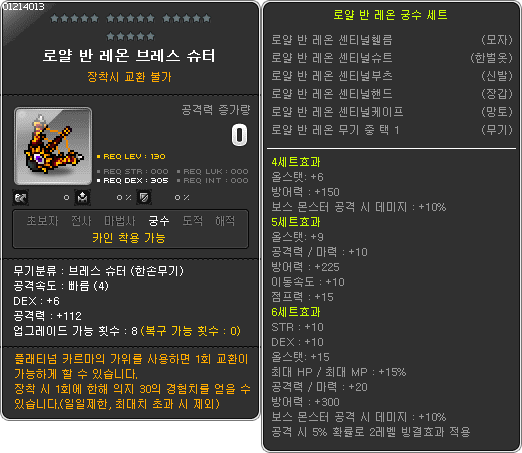 01214013
로얄 반 레온 브레스 슈터
장착시 교환 불가
공격력 증가량
0
REQ LEV : 130
REQ STR : 000
REQ LUK : 000
REQ DEX : 305
REQ INT : 000
0
0 %
0 %
초보자 전사 마법사 궁수 도적 해적
카인 착용 가능
무기분류 : 브레스 슈터 (한손무기)
공격속도 : 빠름 (4)
DEX : +6
공격력 : +112
업그레이드 가능 횟수 : 8 (복구 가능 횟수 : 0)
플래티넘 카르마의 가위를 사용하면 1회 교환이
가능하게 할 수 있습니다.
장착 시 1회에 한해 의지 30의 경험치를 얻을 수
있습니다.(일일제한, 최대치 초과 시 제외)
로얄 반 레온 궁수 세트
로얄 반 레온 센티널헬름 (모자)
로얄 반 레온 센티널슈트 (한벌옷)
로얄 반 레온 센티널부츠 (신발)
로얄 반 레온 센티널핸드 (장갑)
로얄 반 레온 센티널케이프 (망토)
로얄 반 레온 무기 중 택 1 (무기)
4세트효과
올스탯: +6
방어력 : +150
보스 몬스터 공격 시 데미지 : +10%
5세트효과
올스탯: +9
공격력 / 마력 : +10
방어력 : +225
이동속도 : +10
점프력 : +15
6세트효과
STR : +10
DEX : +10
올스탯: +15
최대 HP / 최대 MP : +15%
공격력 / 마력 : +20
방어력 : +300
보스 몬스터 공격 시 데미지 : +10%
공격 시 5% 확률로 2레벨 빙결효과 적용